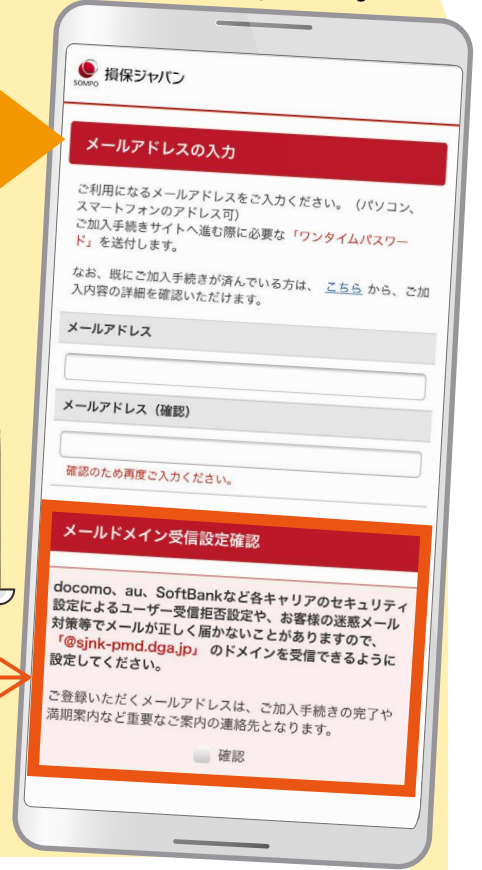 SOMPO 損保ジャパン
メールアドレスの入力
ご利用になるメールアドレスをご入力ください。（パソコン、
スマートフォンのアドレス可）
ご加入手続きサイトへ進む際に必要な「ワンタイムパスワー
ド」を送付します。
なお、既にご加入手続きが済んでいる方は、 こちら から、ご加
入内容の詳細を確認いただけます。
メールアドレス
メールアドレス（確認）
確認のため再度ご入力ください。
メールドメイン受信設定確認
docomo、au、SoftBankなど各キャリアのセキュリティ
設定によるユーザー受信拒否設定や、お客様の迷惑メール
対策等でメールが正しく届かないことがありますので、
「@sjnk-pmd.dga.jp」 のドメインを受信できるように
設定してください。
ご登録いただくメールアドレスは、ご加入手続きの完了や
満期案内など重要なご案内の連絡先となります。
確認